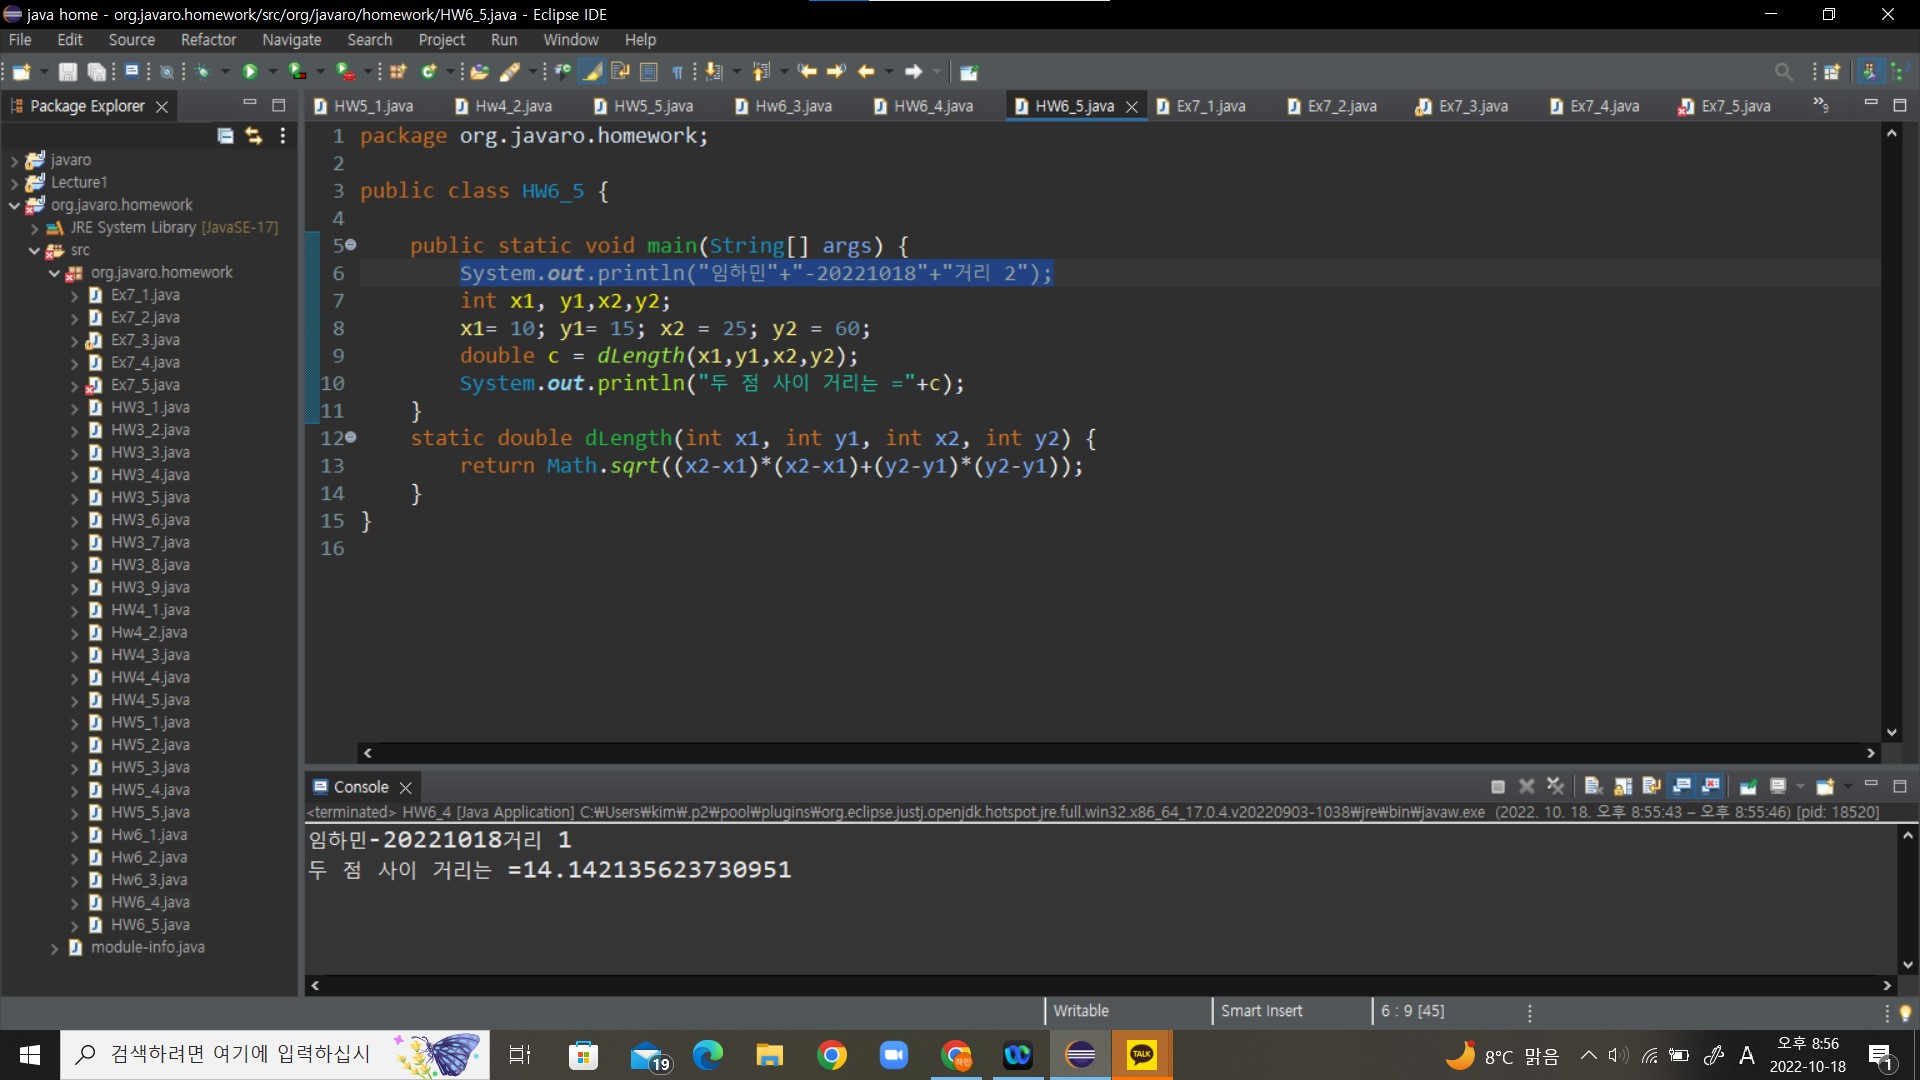 java home - org.javaro.homework/src/org/javaro/homework/HW6_5.java - Eclipse IDE
File Edit Source Refactor Navigate Search Project Run Window Help
Package Explorer
HW5_1.java Hw4_2.java HW5_5.java Hw6_3.java HW6_4.java HW6_5.java Ex7_1.java Ex7_2.java Ex7_3.java Ex7_4.java Ex7_5.java »9
javaro
Lecture1
org.javaro.homework
JRE System Library [JavaSE-17]
src
org.javaro.homework
Ex7_1.java
Ex7_2.java
Ex7_3.java
Ex7_4.java
Ex7_5.java
HW3_1.java
HW3_2.java
HW3_3.java
HW3_4.java
HW3_5.java
HW3_6.java
HW3_7.java
HW3_8.java
HW3_9.java
HW4_1.java
Hw4_2.java
HW4_3.java
HW4_4.java
HW4_5.java
HW5_1.java
HW5_2.java
HW5_3.java
HW5_4.java
HW5_5.java
Hw6_1.java
Hw6_2.java
Hw6_3.java
HW6_4.java
HW6_5.java
module-info.java
1 package org.javaro.homework;
2
3 public class HW6_5 {
4
5 public static void main(String[] args) {
6 System.out.println("임하민"+"-20221018"+"거리 2");
7 int x1, y1,x2,y2;
8 x1= 10; y1= 15; x2 = 25; y2 = 60;
9 double c = dLength(x1,y1,x2,y2);
10 System.out.println("두 점 사이 거리는 ="+c);
11 }
12 static double dLength(int x1, int y1, int x2, int y2) {
13 return Math.sqrt((x2-x1)*(x2-x1)+(y2-y1)*(y2-y1));
14 }
15 }
16
Console
<terminated> HW6_4 [Java Application] C:₩Users₩kim₩.p2₩pool₩plugins₩org.eclipse.justj.openjdk.hotspot.jre.full.win32.x86_64_17.0.4.v20220903-1038₩jre₩bin₩javaw.exe (2022. 10. 18. 오후 8:55:43 – 오후 8:55:46) [pid: 18520]
임하민-20221018거리 1
두 점 사이 거리는 =14.142135623730951
Writable Smart Insert 6 : 9 [45]
검색하려면 여기에 입력하십시 19 하민 TALK 8°C 맑음 A 오후 8:56
2022-10-18 1